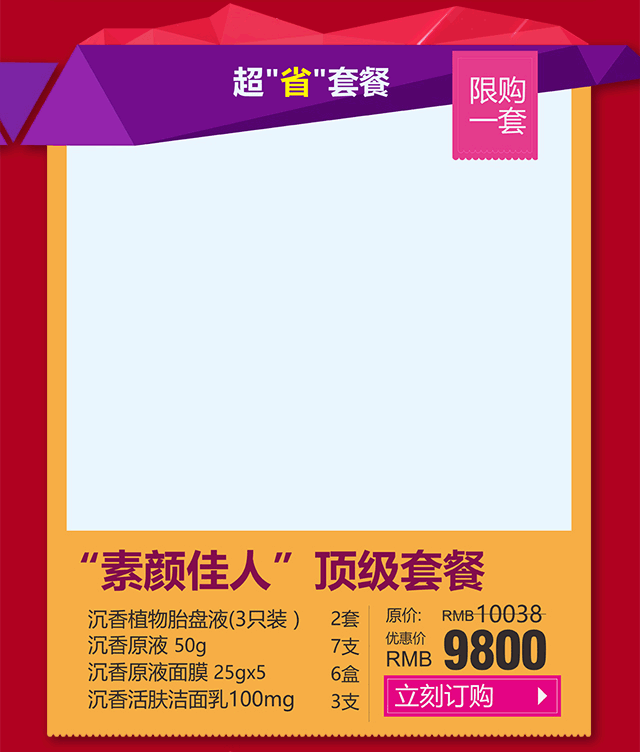 超"省"套餐
限购
一套
“素颜佳人”顶级套餐
沉香植物胎盘液(3只装) 2套
沉香原液 50g 7支
沉香原液面膜 25gx5 6盒
沉香活肤洁面乳100mg 3支
原价: RMB10038
优惠价
RMB 9800
立刻订购